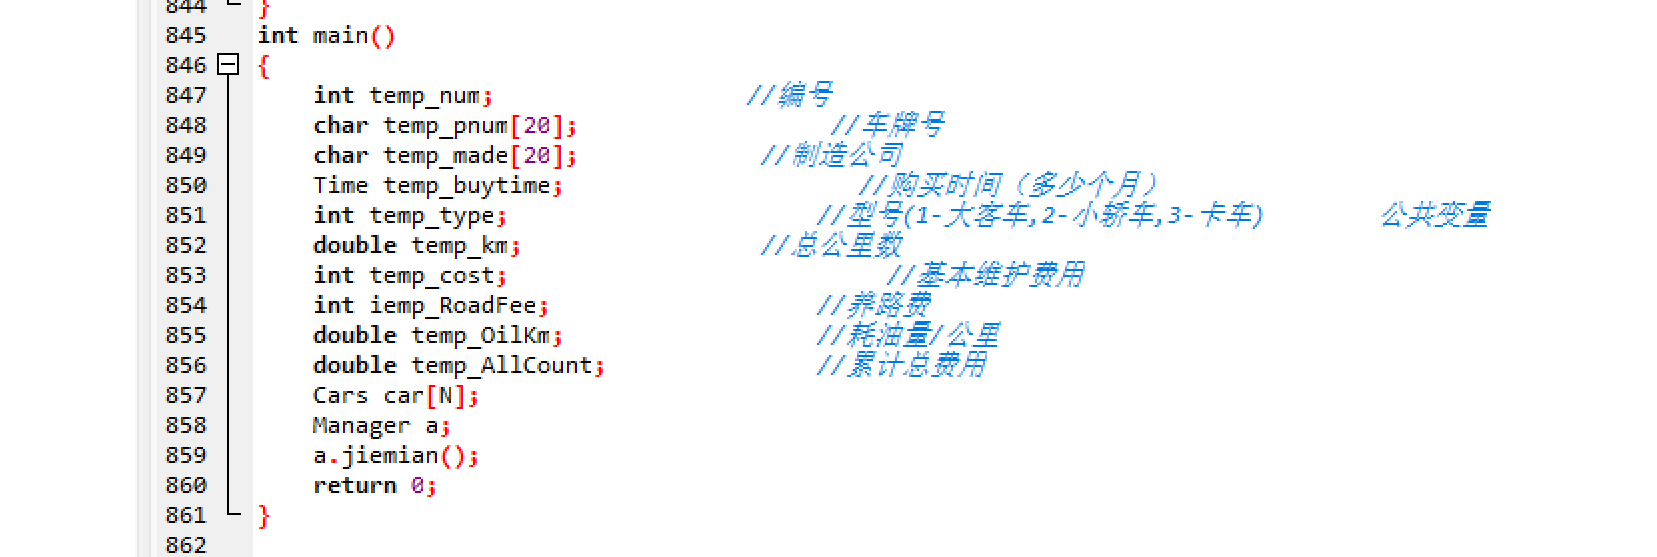 844 }
845 int main()
846 {
847 int temp_num; //编号
848 char temp_pnum[20]; //车牌号
849 char temp_made[20]; //制造公司
850 Time temp_buytime; //购买时间（多少个月）
851 int temp_type; //型号(1-大客车,2-小轿车,3-卡车) 公共变量
852 double temp_km; //总公里数
853 int temp_cost; //基本维护费用
854 int iemp_RoadFee; //养路费
855 double temp_OilKm; //耗油量/公里
856 double temp_AllCount; //累计总费用
857 Cars car[N];
858 Manager a;
859 a.jiemian();
860 return 0;
861 }
862